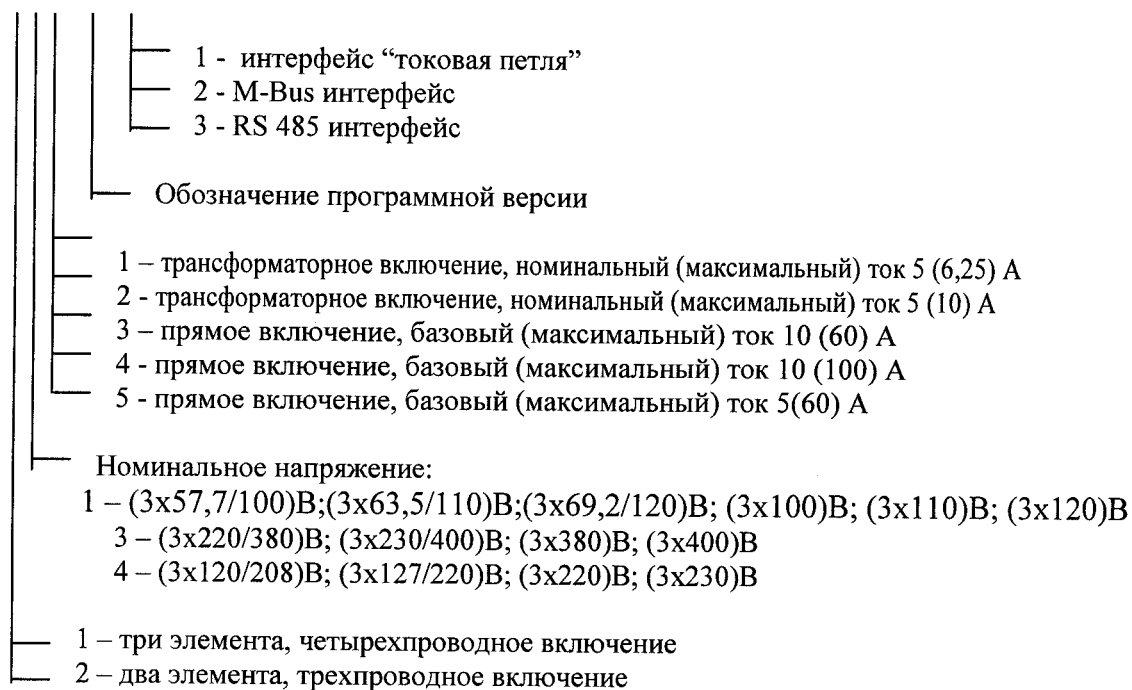 1 - интерфейс “токовая петля”
2 - M-Bus интерфейс
3 - RS 485 интерфейс
Обозначение программной версии
1 – трансформаторное включение, номинальный (максимальный) ток 5 (6,25) А
2 - трансформаторное включение, номинальный (максимальный) ток 5 (10) А
3 – прямое включение, базовый (максимальный) ток 10 (60) А
4 - прямое включение, базовый (максимальный) ток 10 (100) А
5 - прямое включение, базовый (максимальный) ток 5(60) А
Номинальное напряжение:
1 – (3х57,7/100)В;(3х63,5/110)В;(3х69,2/120)В; (3х100)В; (3х110)В; (3х120)В
3 – (3х220/380)В; (3х230/400)В; (3х380)В; (3х400)В
4 – (3х120/208)В; (3х127/220)В; (3х220)В; (3х230)В
1 – три элемента, четырехпроводное включение
2 – два элемента, трехпроводное включение